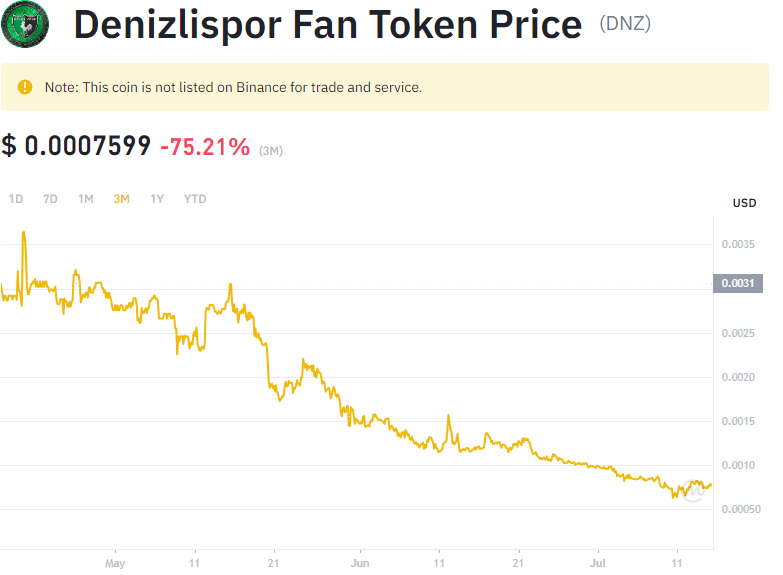 Denizlispor Fan Token Price (DNZ)
Note: This coin is not listed on Binance for trade and service.
$ 0.0007599 -75.21% (3M)
1D 7D 1M 3M 1Y YTD
USD
0.0035
0.0031
0.0025
0.0020
0.0015
0.0010
0.00050
May 11 21 Jun 11 21 Jul 11